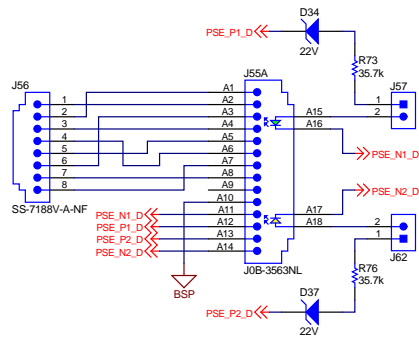 D34
PSE_P1_D
22V
R73
35.7k
J56
J55A
J57
1
2
3
4
5
6
7
8
A1
A2
A3
A4
A5
A6
A7
A8
A9
A10
A11
A12
A13
A14
A15
A16
1
2
PSE_N1_D
PSE_N2_D
SS-7188V-A-NF
PSE_N1_D
PSE_P1_D
PSE_P2_D
PSE_N2_D
A17
A18
2
1
J0B-3563NL
J62
BSP
R76
35.7k
D37
PSE_P2_D
22V